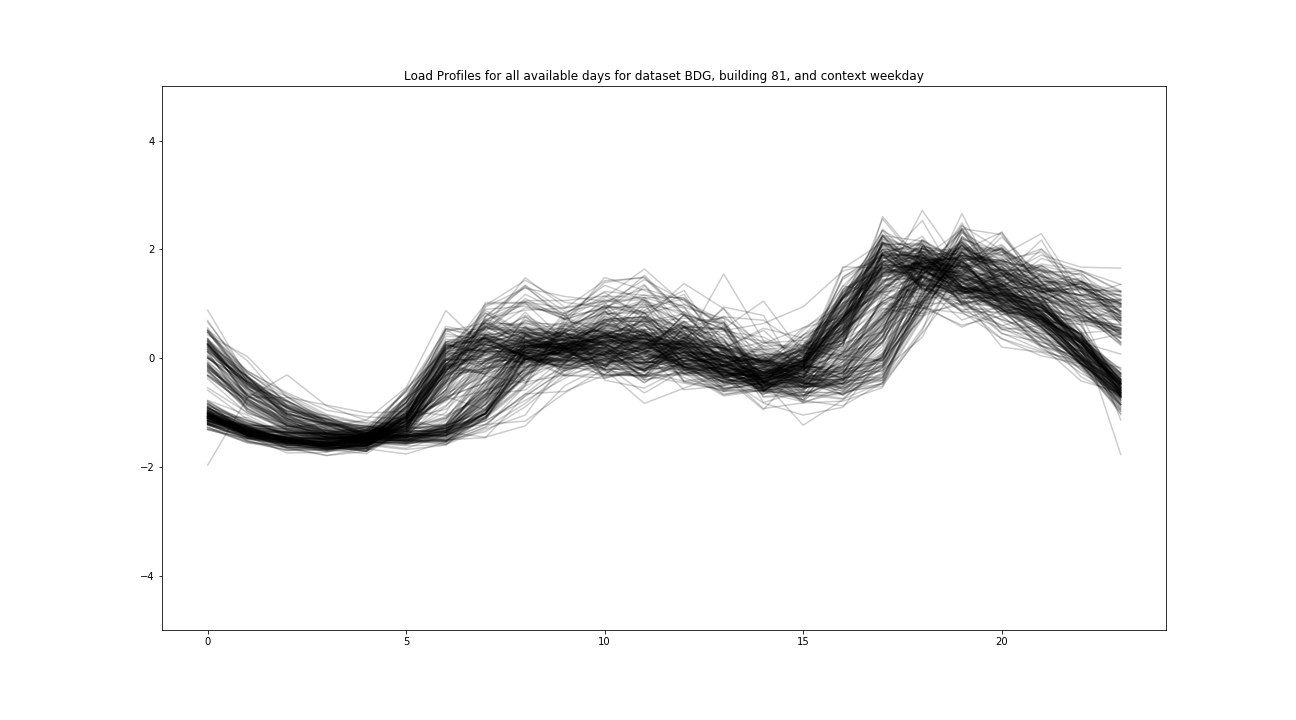 Load Profiles for all available days for dataset BDG, building 81, and context weekday
4
2
0
−2
−4
0 5 10 15 20